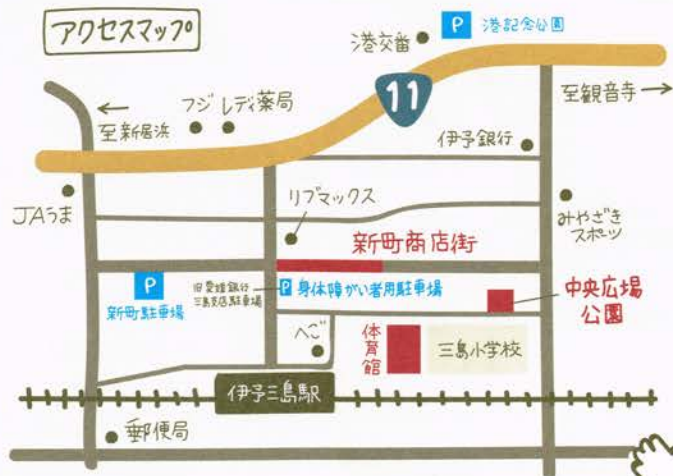 アクセスマップ
港交番
P 港記念公園
11
至観音寺
至新居浜
フジ レディ薬局
伊予銀行
JAうま
リブマックス
みやざき
スポーツ
新町商店街
P
新町駐車場
旧愛媛銀行
三島支店駐車場
P 身体障がい者用駐車場
中央広場
公園
へご
体育館
三島小学校
伊予三島駅
郵便局